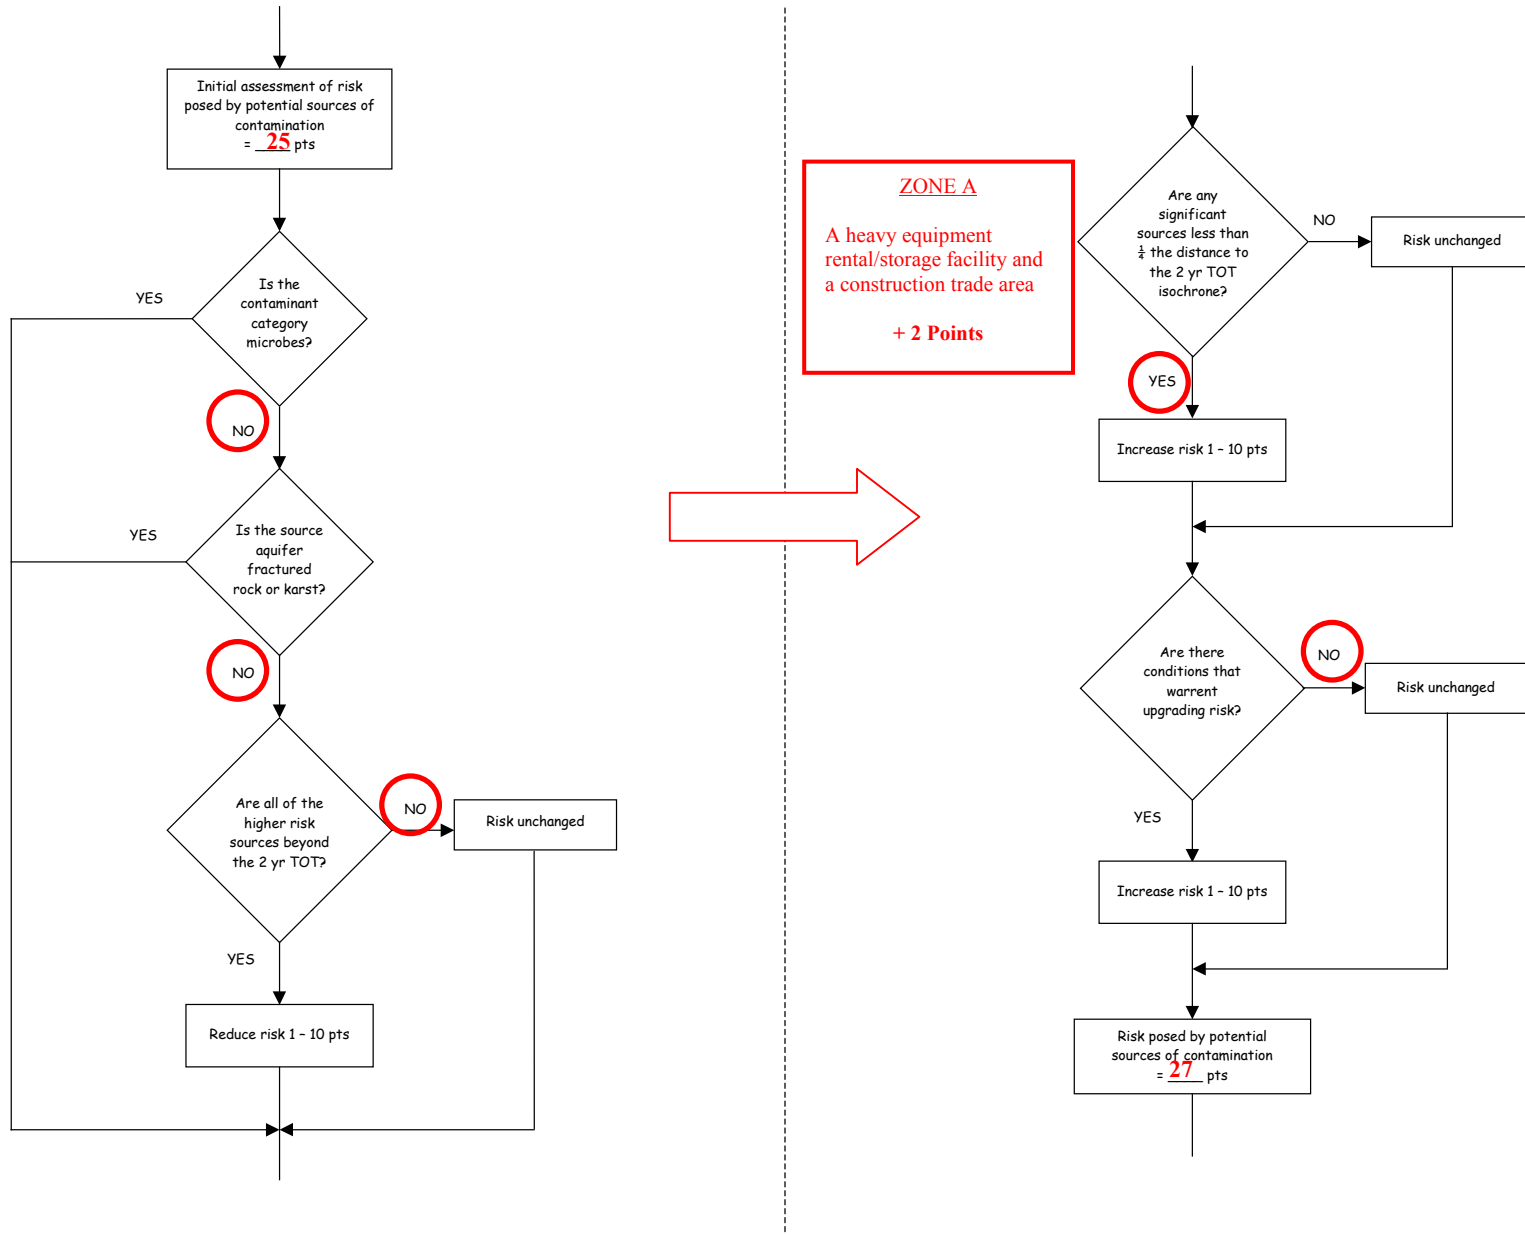 Initial assessment of risk
posed by potential sources of
contamination
= 25 pts
Is the
contaminant
category
microbes?
YES
NO
Is the source
aquifer
fractured
rock or karst?
YES
NO
Are all of the
higher risk
sources beyond
the 2 yr TOT?
NO
Risk unchanged
YES
Reduce risk 1 – 10 pts
ZONE A
A heavy equipment
rental/storage facility and
a construction trade area
+ 2 Points
Are any
significant
sources less than
¼ the distance to
the 2 yr TOT
isochrone?
NO
Risk unchanged
YES
Increase risk 1 – 10 pts
Are there
conditions that
warrent
upgrading risk?
NO
Risk unchanged
YES
Increase risk 1 – 10 pts
Risk posed by potential
sources of contamination
= 27 pts